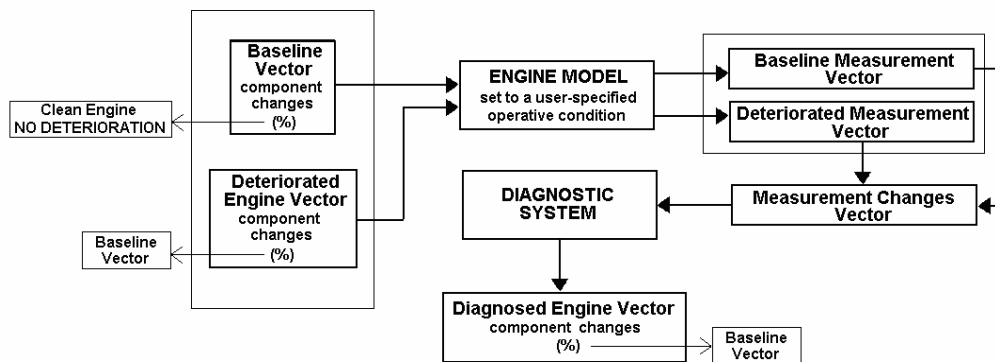 Baseline
Vector
component
changes
(%)
Clean Engine
NO DETERIORATION
Deteriorated
Engine Vector
component
changes
(%)
Baseline
Vector
ENGINE MODEL
set to a user-specified
operative condition
Baseline Measurement
Vector
Deteriorated Measurement
Vector
Measurement Changes
Vector
DIAGNOSTIC
SYSTEM
Diagnosed Engine Vector
component changes
(%)
Baseline
Vector